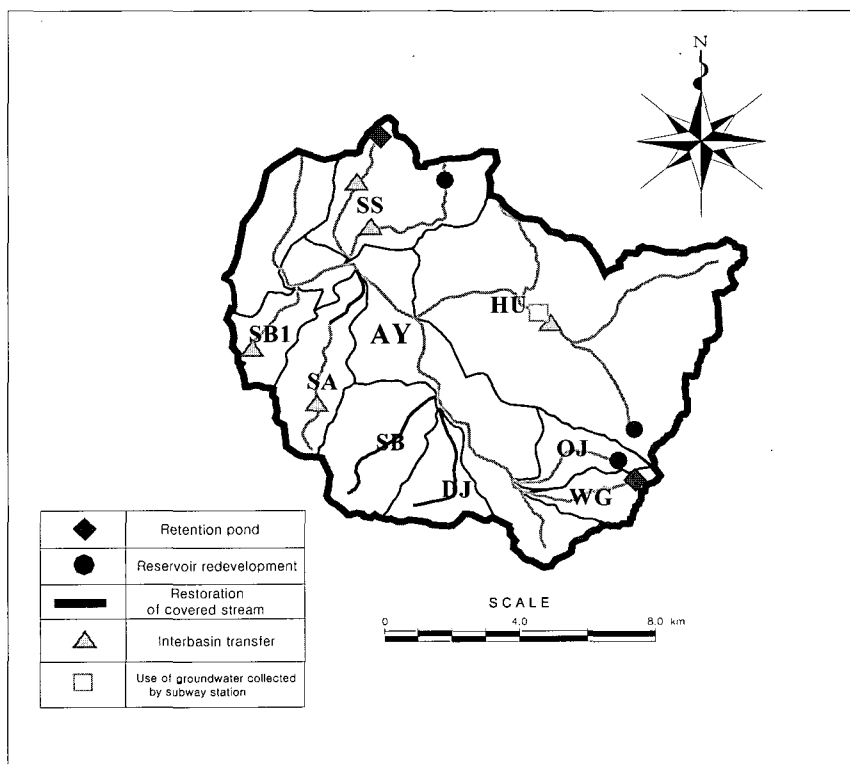 N
SS
HU
SB1
AY
SA
SB
OJ
DJ
WG
Retention pond
Reservoir redevelopment
Restoration
of covered stream
Interbasin transfer
Use of groundwater collected
by subway station
SCALE
0 4.0 8.0 km